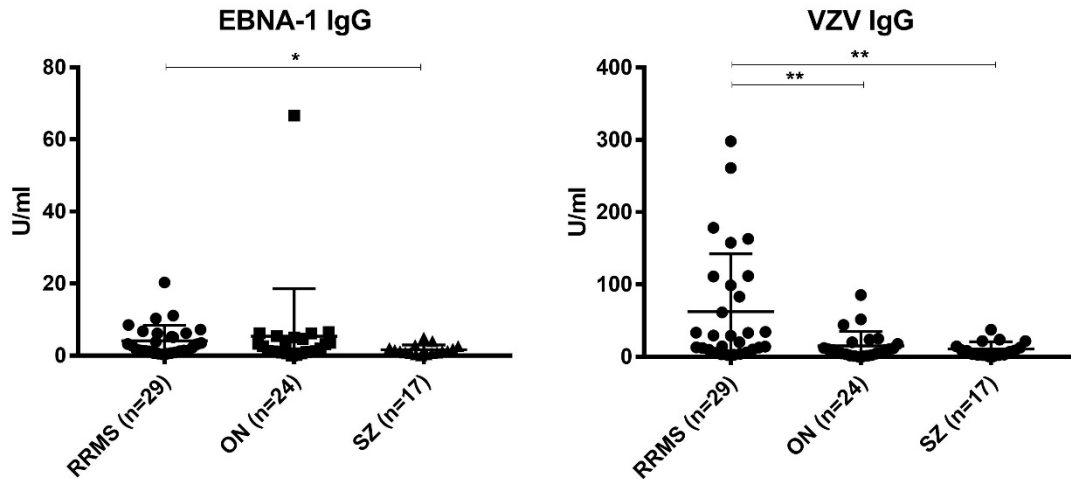 EBNA-1 IgG
*
80
60
40
20
0
U/ml
RRMS (n=29)
ON (n=24)
SZ (n=17)
VZV IgG
**
**
400
300
200
100
0
U/ml
RRMS (n=29)
ON (n=24)
SZ (n=17)